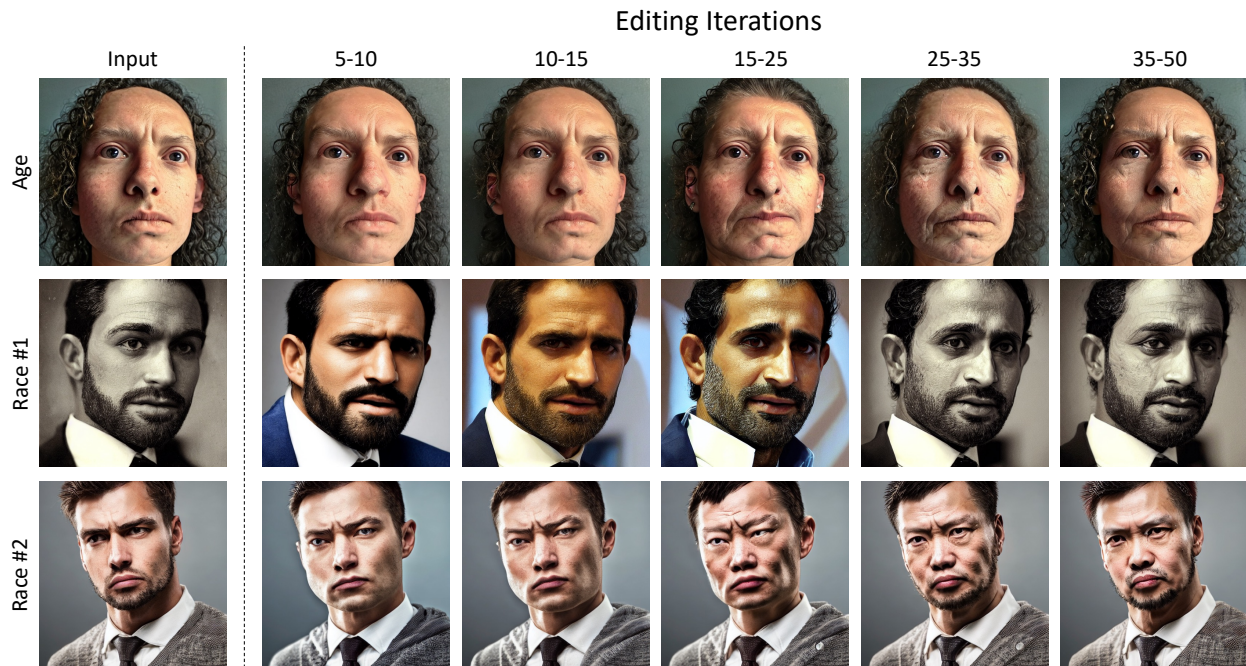 Editing Iterations
Input
5-10
10-15
15-25
25-35
35-50
Age
Race #1
Race #2